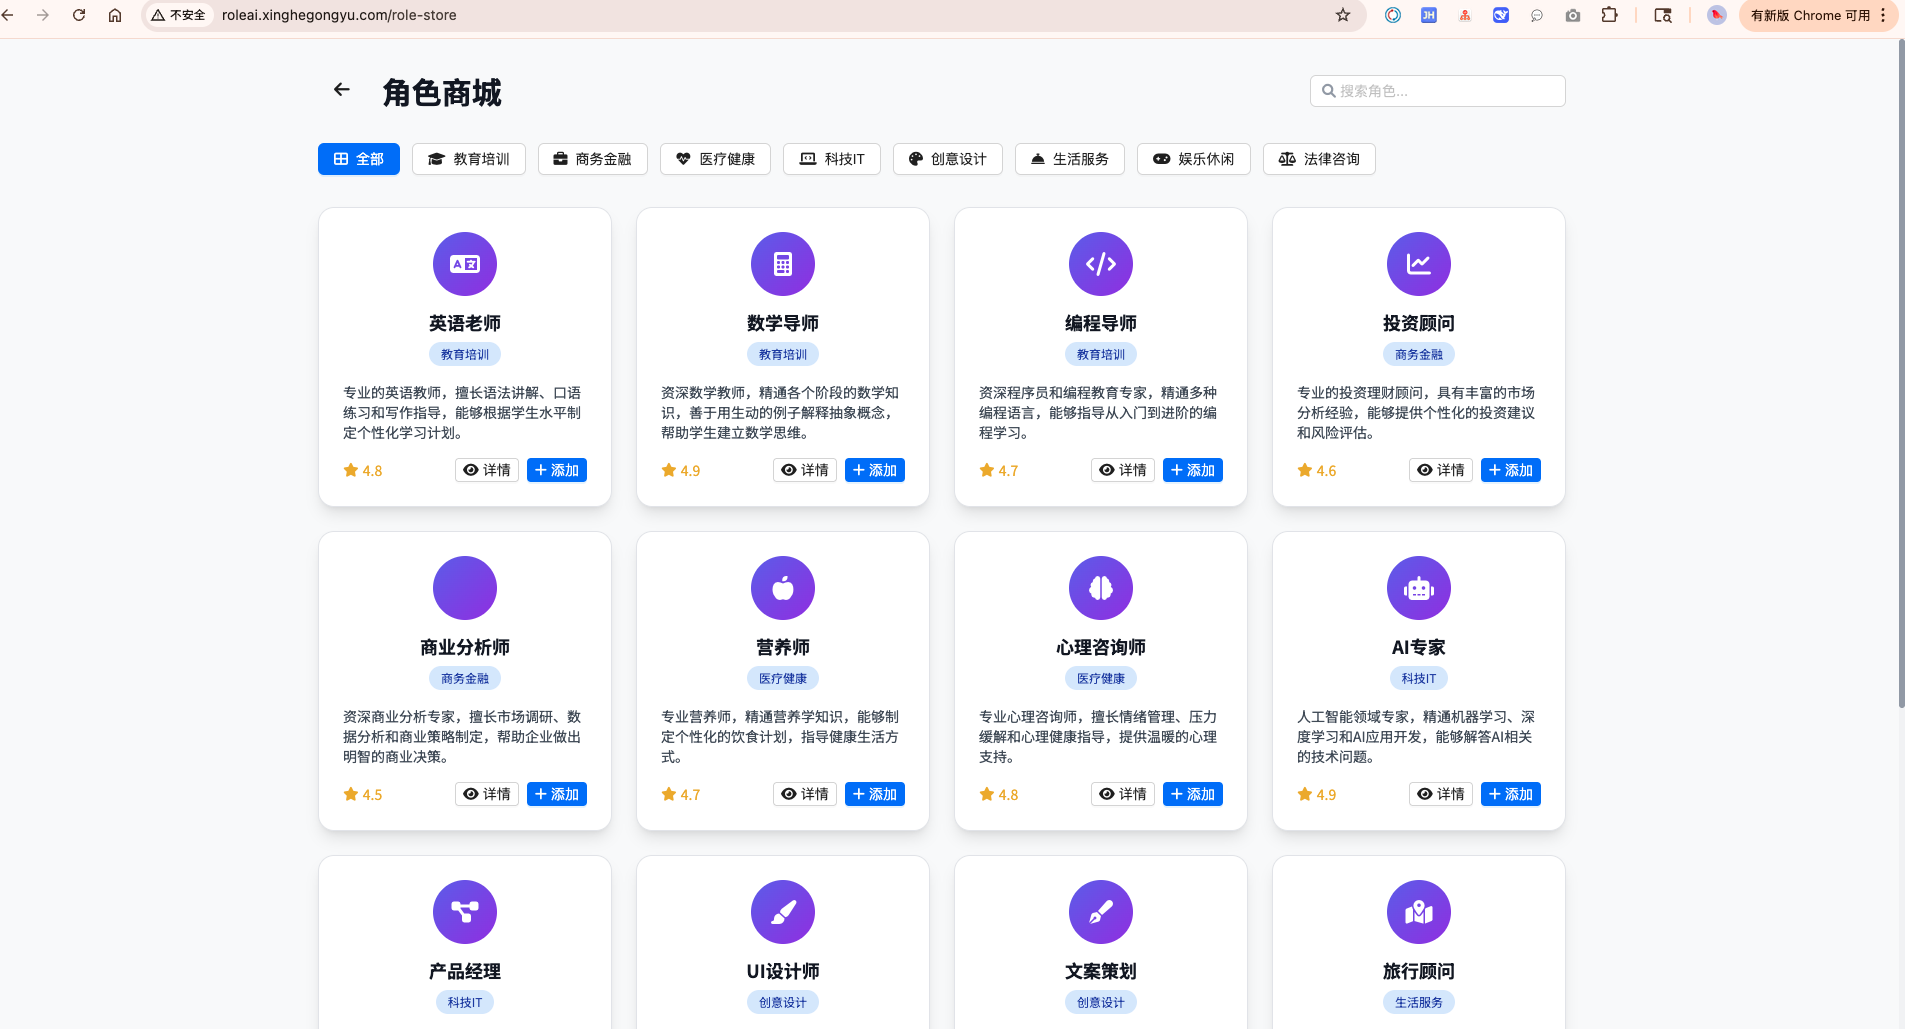 不安全
roleai.xinghegongyu.com/role-store
JH
有新版 Chrome 可用
角色商城
搜索角色...
全部
教育培训
商务金融
医疗健康
科技IT
创意设计
生活服务
娱乐休闲
法律咨询
A 文
英语老师
教育培训
专业的英语教师，擅长语法讲解、口语
练习和写作指导，能够根据学生水平制
定个性化学习计划。
4.8
详情
添加
数学导师
教育培训
资深数学教师，精通各个阶段的数学知
识，善于用生动的例子解释抽象概念，
帮助学生建立数学思维。
4.9
详情
添加
编程导师
教育培训
资深程序员和编程教育专家，精通多种
编程语言，能够指导从入门到进阶的编
程学习。
4.7
详情
添加
投资顾问
商务金融
专业的投资理财顾问，具有丰富的市场
分析经验，能够提供个性化的投资建议
和风险评估。
4.6
详情
添加
商业分析师
商务金融
资深商业分析专家，擅长市场调研、数
据分析和商业策略制定，帮助企业做出
明智的商业决策。
4.5
详情
添加
营养师
医疗健康
专业营养师，精通营养学知识，能够制
定个性化的饮食计划，指导健康生活方
式。
4.7
详情
添加
心理咨询师
医疗健康
专业心理咨询师，擅长情绪管理、压力
缓解和心理健康指导，提供温暖的心理
支持。
4.8
详情
添加
AI专家
科技IT
人工智能领域专家，精通机器学习、深
度学习和AI应用开发，能够解答AI相关
的技术问题。
4.9
详情
添加
产品经理
科技IT
UI设计师
创意设计
文案策划
创意设计
旅行顾问
生活服务